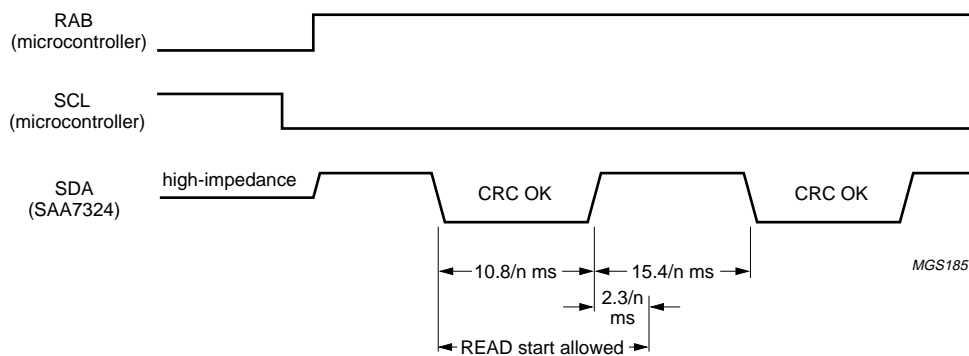 RAB
(microcontroller)
SCL
(microcontroller)
high-impedance
SDA
(SAA7324)
CRC OK
CRC OK
10.8/n ms
15.4/n ms
MGS185
2.3/n
ms
READ start allowed